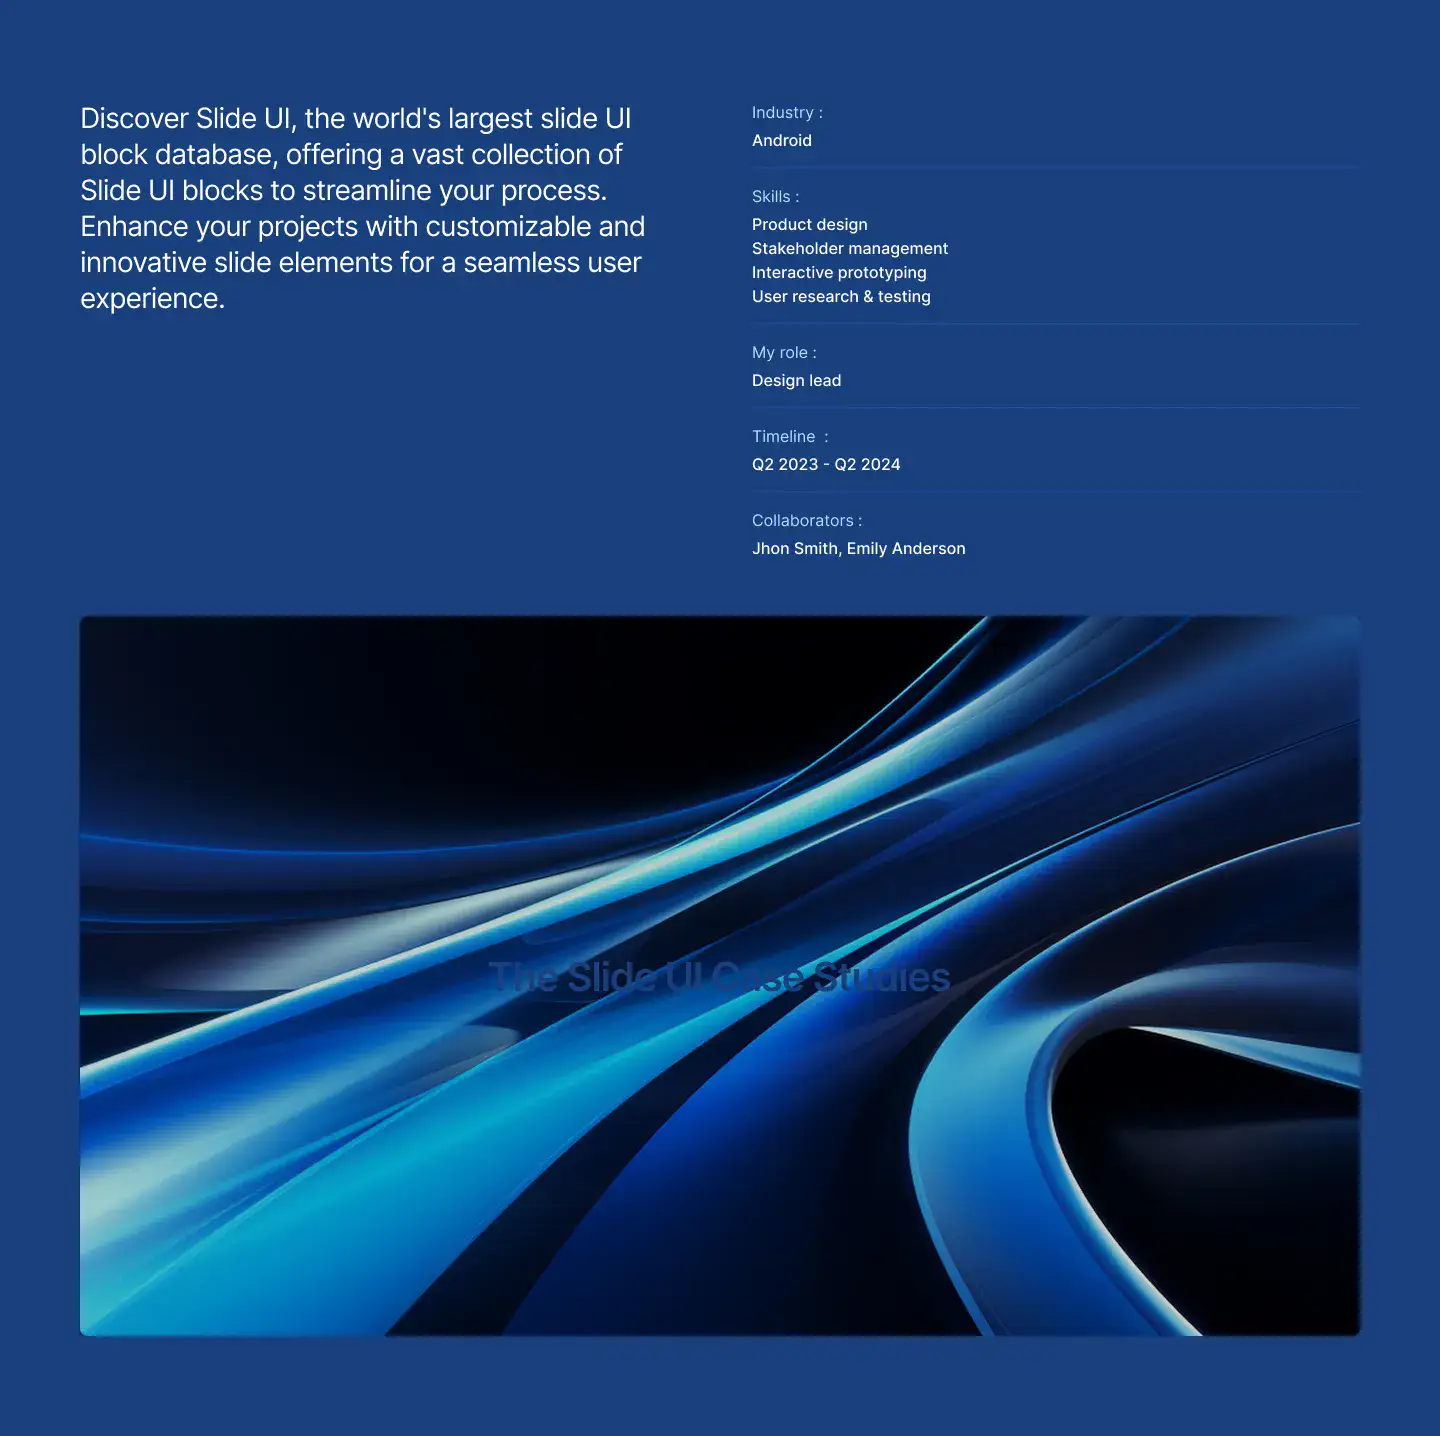 Discover Slide UI, the world's largest slide UI
block database, offering a vast collection of
Slide UI blocks to streamline your process.
Enhance your projects with customizable and
innovative slide elements for a seamless user
experience.
Industry :
Android
Skills :
Product design
Stakeholder management
Interactive prototyping
User research & testing
My role :
Design lead
Timeline  :
Q2 2023 - Q2 2024
Collaborators :
Jhon Smith, Emily Anderson
The Slide UI Case Studies